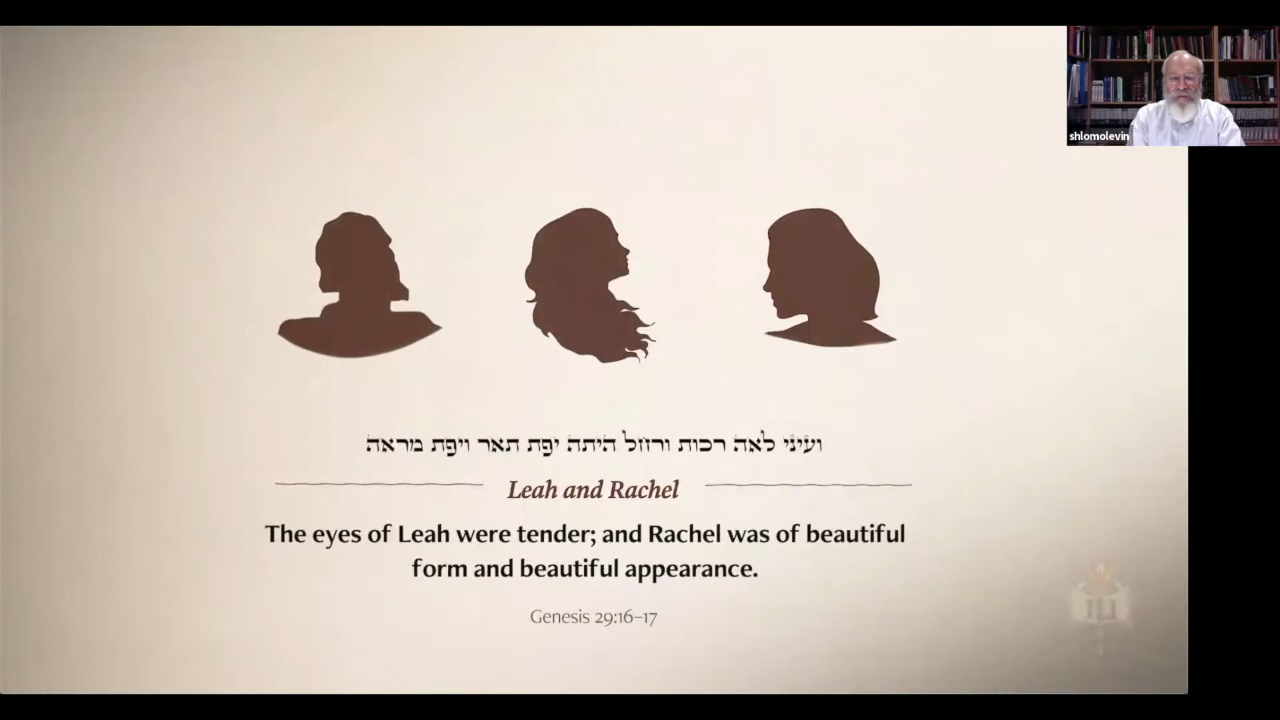 shlomolevin
ועיני לאה רכות ורחל היתה יפת תאר ויפת מראה
Leah and Rachel
The eyes of Leah were tender; and Rachel was of beautiful
form and beautiful appearance.
Genesis 29:16–17
JLI